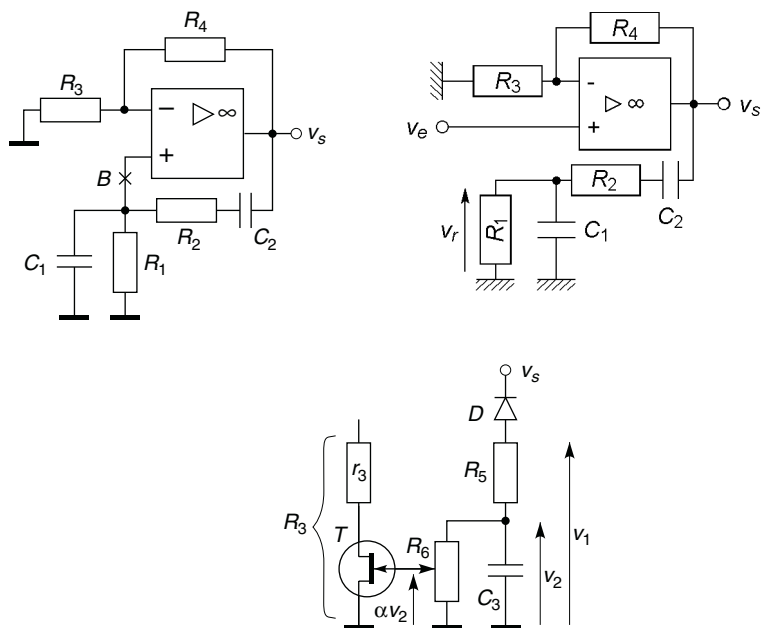 R₄
R₃
−
▷ ∞
+
vₛ
B
R₂
C₂
C₁
R₁
R₄
R₃
-
▷ ∞
+
vₛ
vₑ
R₂
C₂
vᵣ
R₁
C₁
vₛ
D
r₃
R₅
R₃
T
R₆
v₁
v₂
C₃
αv₂